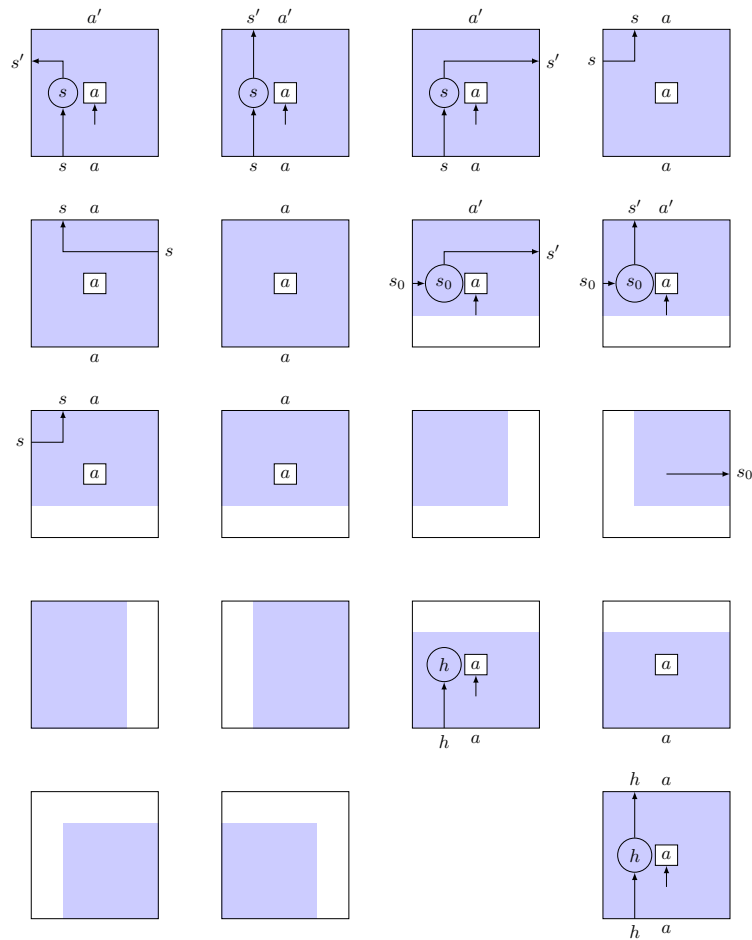 a′ s′ a′ a′ s a
s′ s a s a s a s′ s a
s a s a s a a
s a a a′ s′ a′
a s a s₀ s₀ a s′ s₀ s₀ a
a a
s a a
s a a s₀
h a a
h a a
h a
h a
h a